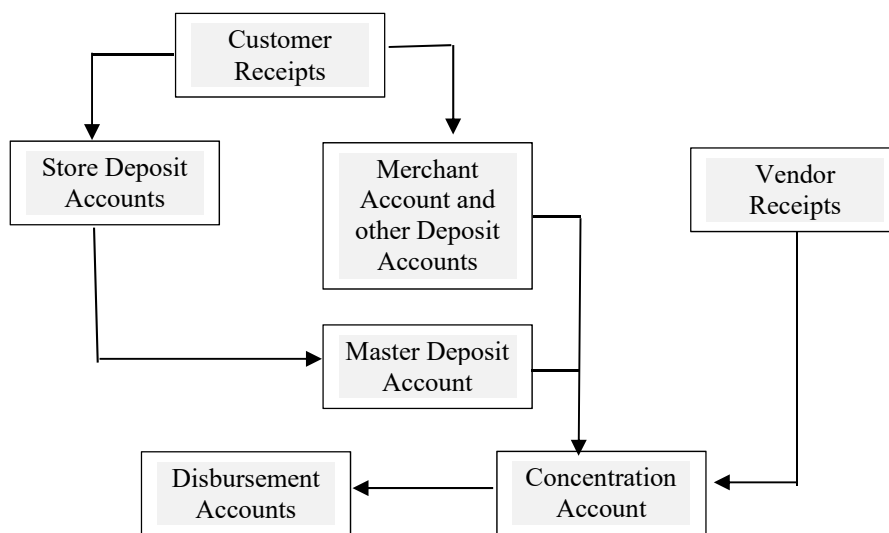 Customer
Receipts
Store Deposit
Accounts
Merchant
Account and
other Deposit
Accounts
Vendor
Receipts
Master Deposit
Account
Disbursement
Accounts
Concentration
Account